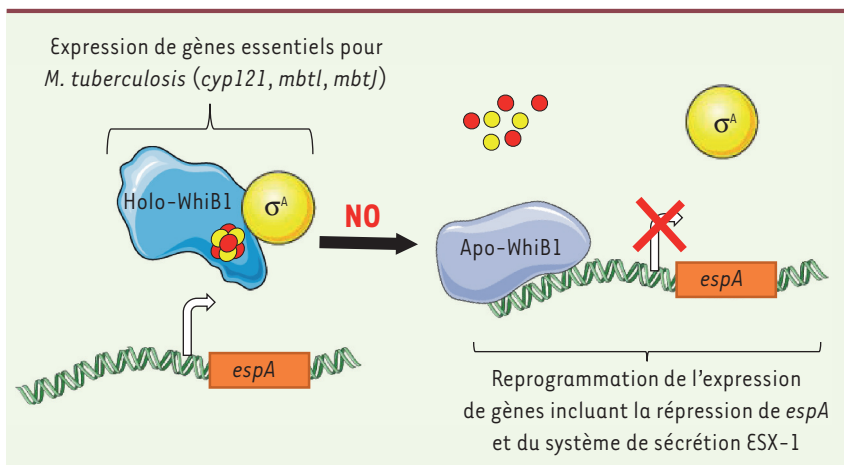 Expression de gènes essentiels pour
M. tuberculosis (cyp121, mbtI, mbtJ)
Holo-WhiB1
σᴬ
NO
σᴬ
Apo-WhiB1
espA
espA
Reprogrammation de l'expression
de gènes incluant la répression de espA
et du système de sécrétion ESX-1